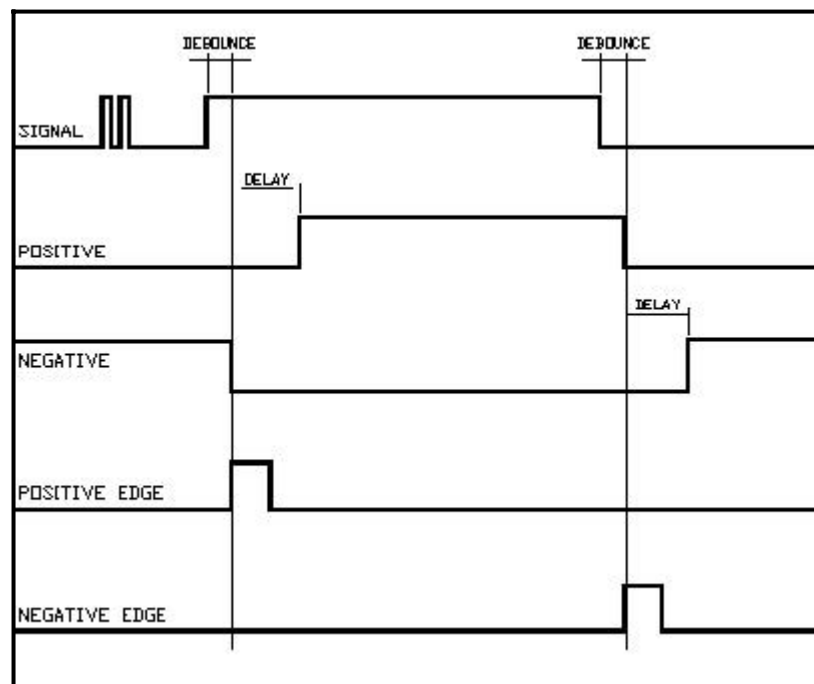 DEBOUNCE DEBOUNCE
SIGNAL
DELAY
POSITIVE
DELAY
NEGATIVE
POSITIVE EDGE
NEGATIVE EDGE